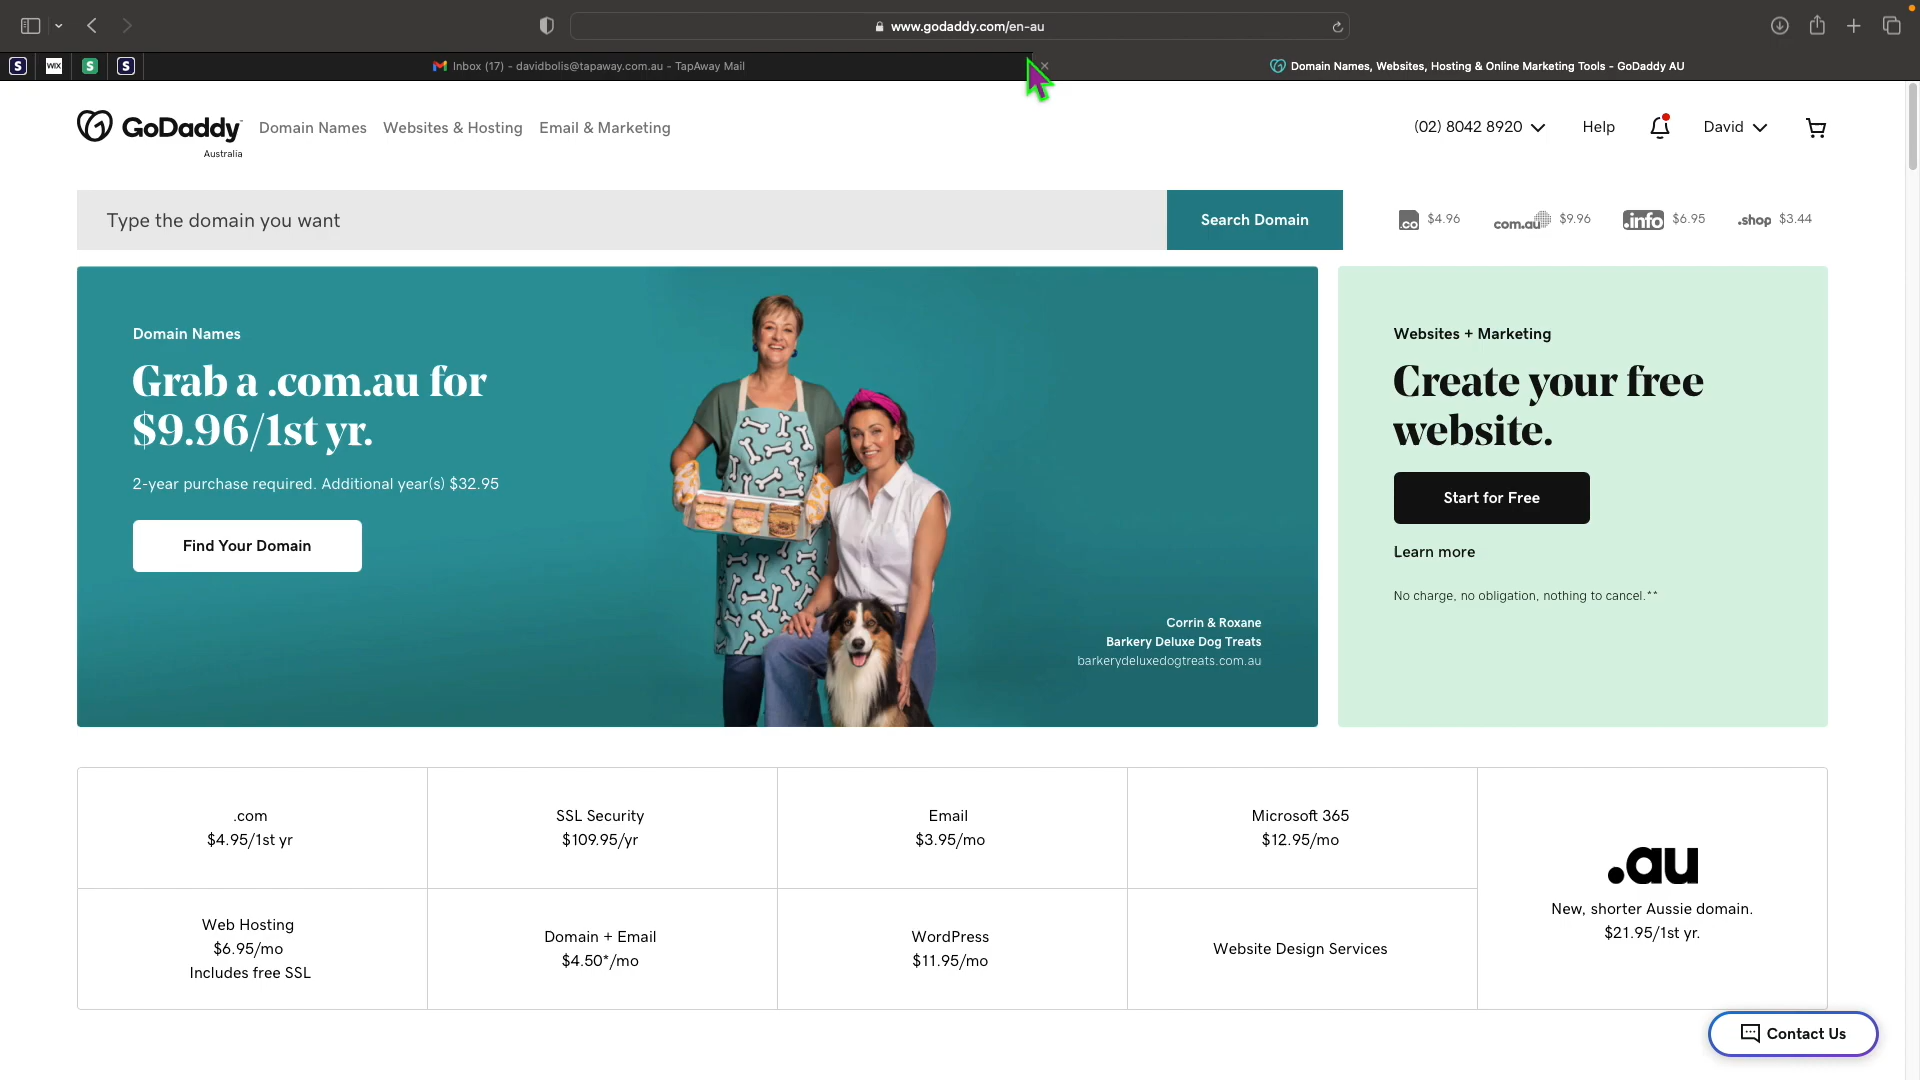 www.godaddy.com/en-au
S
WIX
S
S
Inbox (17) - davidbolis@tapaway.com.au - TapAway Mail
Domain Names, Websites, Hosting & Online Marketing Tools - GoDaddy AU
GoDaddy
Australia
Domain Names
Websites & Hosting
Email & Marketing
(02) 8042 8920
Help
David
Type the domain you want
Search Domain
.co $4.96
com.au $9.96
.info $6.95
.shop $3.44
Domain Names
Grab a .com.au for
$9.96/1st yr.
2-year purchase required. Additional year(s) $32.95
Find Your Domain
Corrin & Roxane
Barkery Deluxe Dog Treats
barkerydeluxedogtreats.com.au
Websites + Marketing
Create your free
website.
Start for Free
Learn more
No charge, no obligation, nothing to cancel.**
.com
$4.95/1st yr
SSL Security
$109.95/yr
Email
$3.95/mo
Microsoft 365
$12.95/mo
.au
New, shorter Aussie domain.
$21.95/1st yr.
Web Hosting
$6.95/mo
Includes free SSL
Domain + Email
$4.50*/mo
WordPress
$11.95/mo
Website Design Services
Contact Us